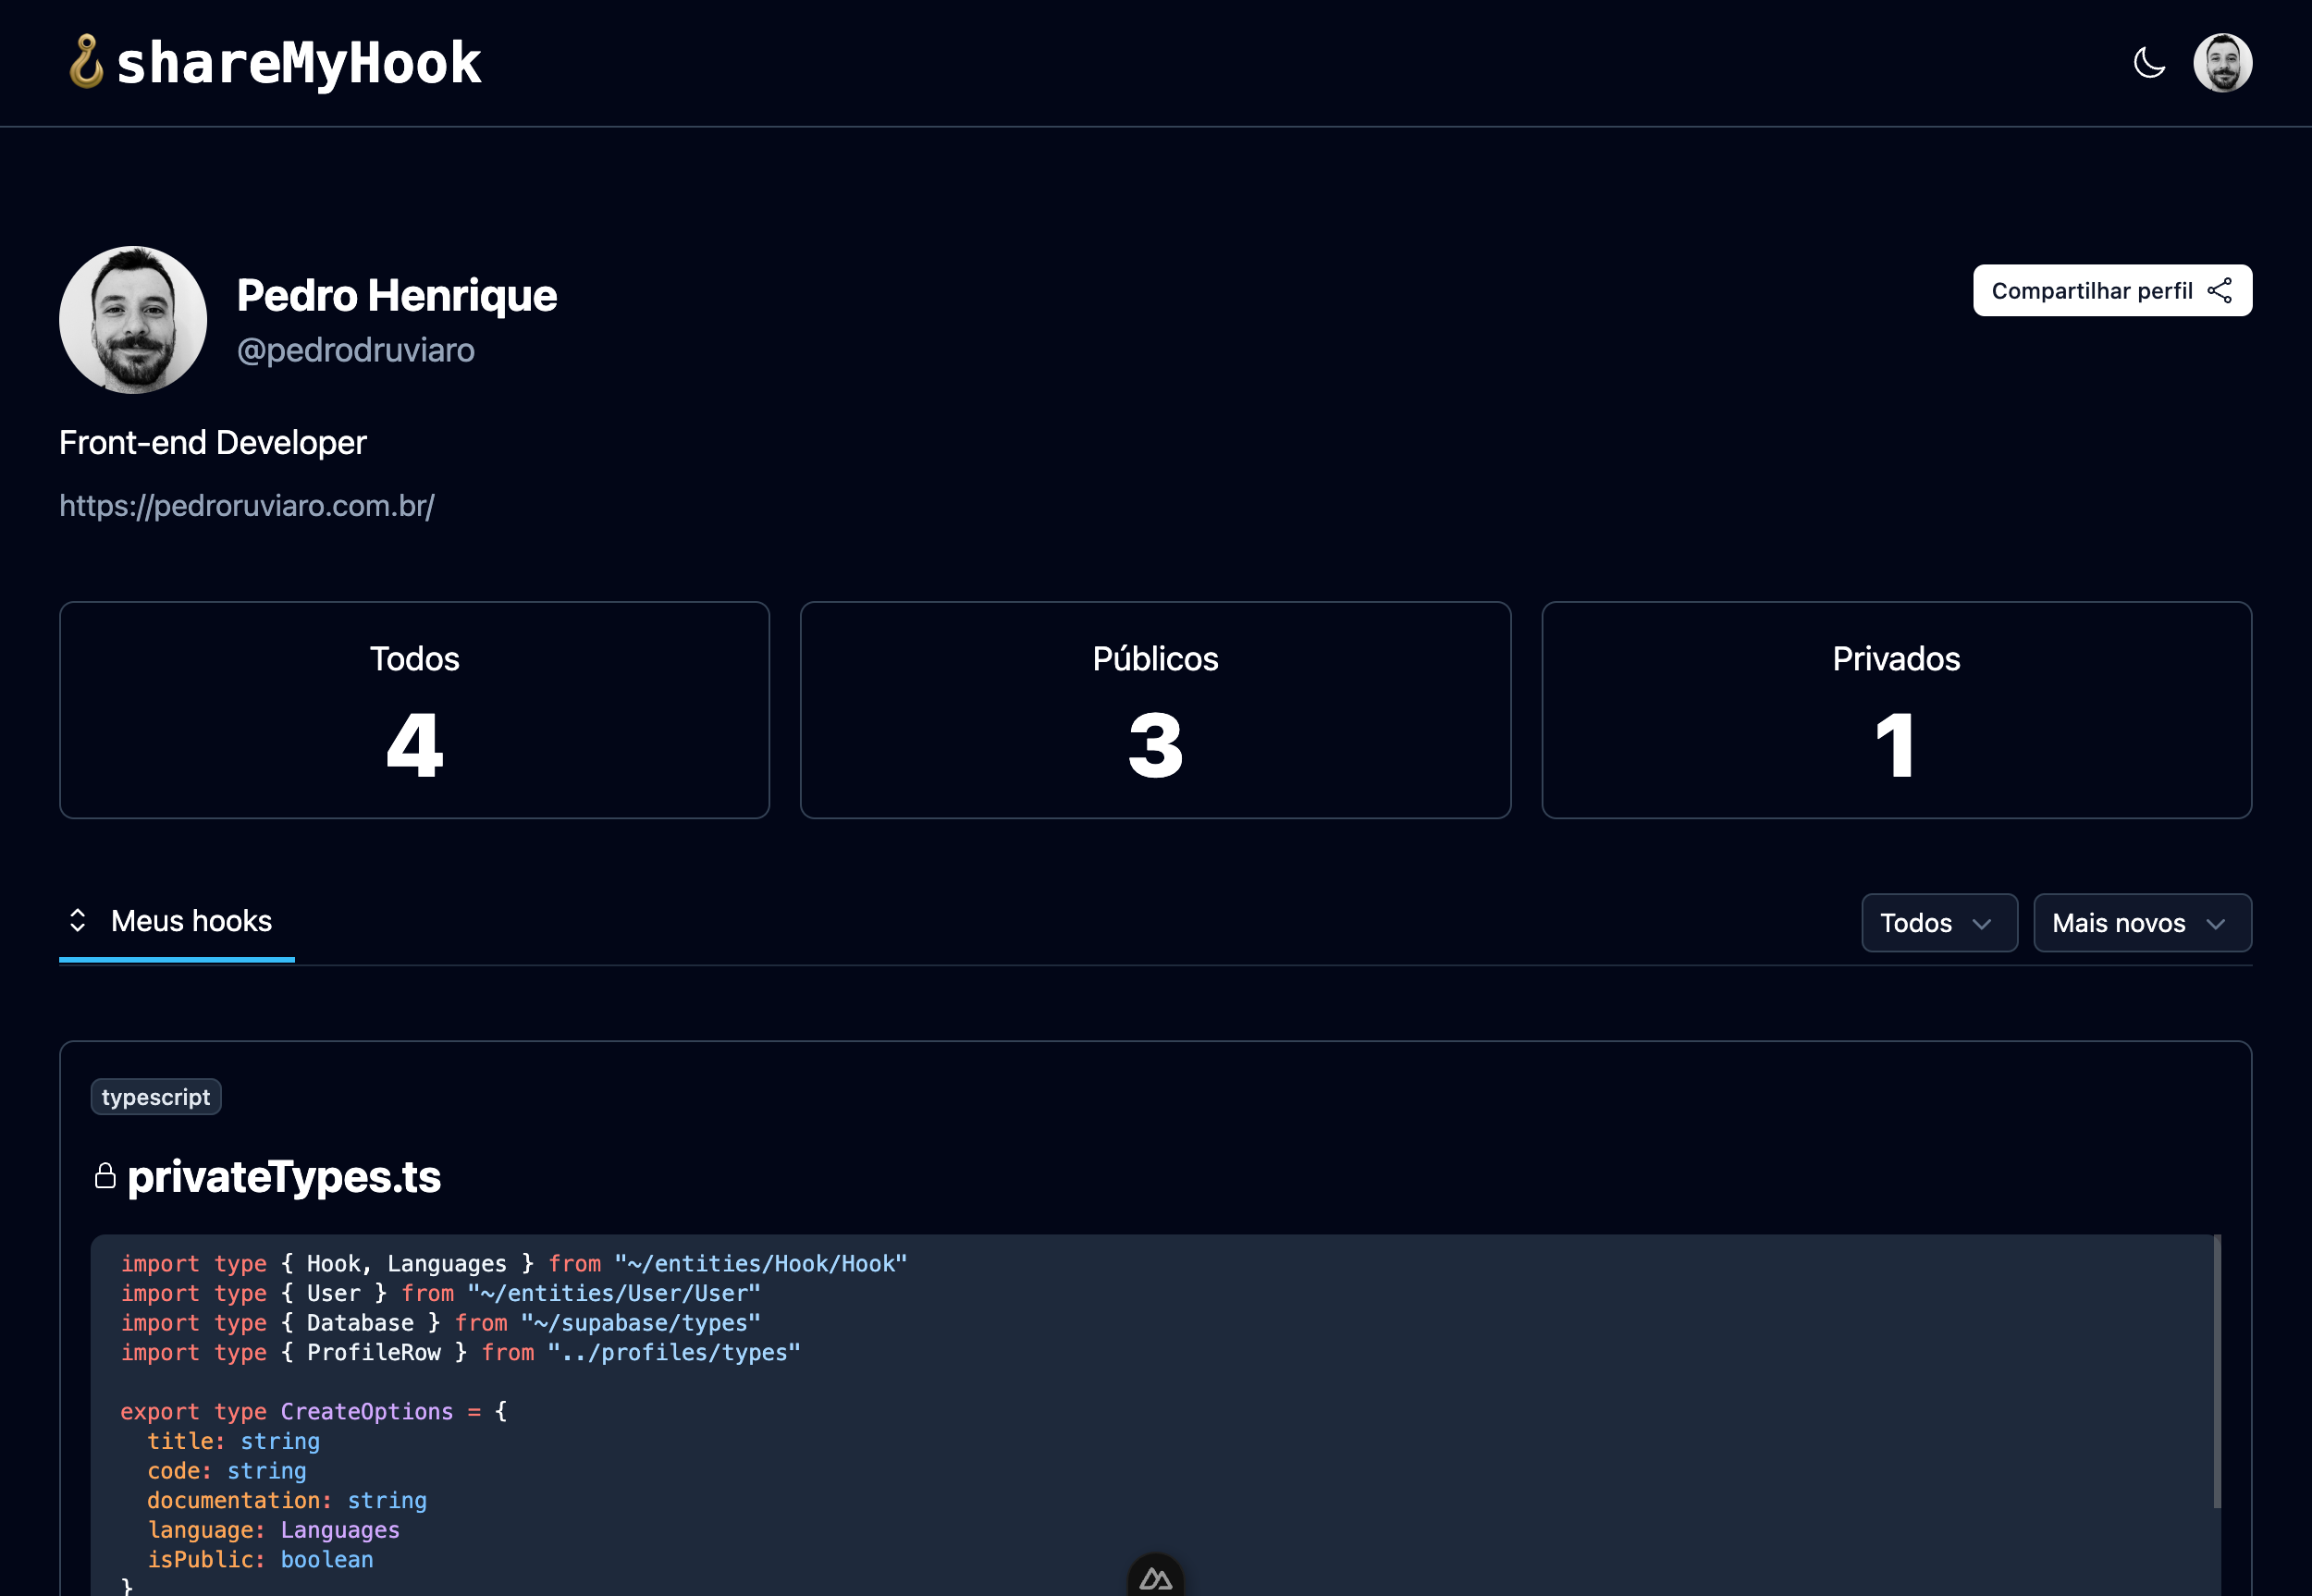 shareMyHook
Pedro Henrique
@pedrodruviaro
Compartilhar perfil
Front-end Developer
https://pedroruviaro.com.br/
Todos
4
Públicos
3
Privados
1
Meus hooks
Todos
Mais novos
typescript
privateTypes.ts
import type { Hook, Languages } from "~/entities/Hook/Hook"
import type { User } from "~/entities/User/User"
import type { Database } from "~/supabase/types"
import type { ProfileRow } from "../profiles/types"
export type CreateOptions = {
  title: string
  code: string
  documentation: string
  language: Languages
  isPublic: boolean
}